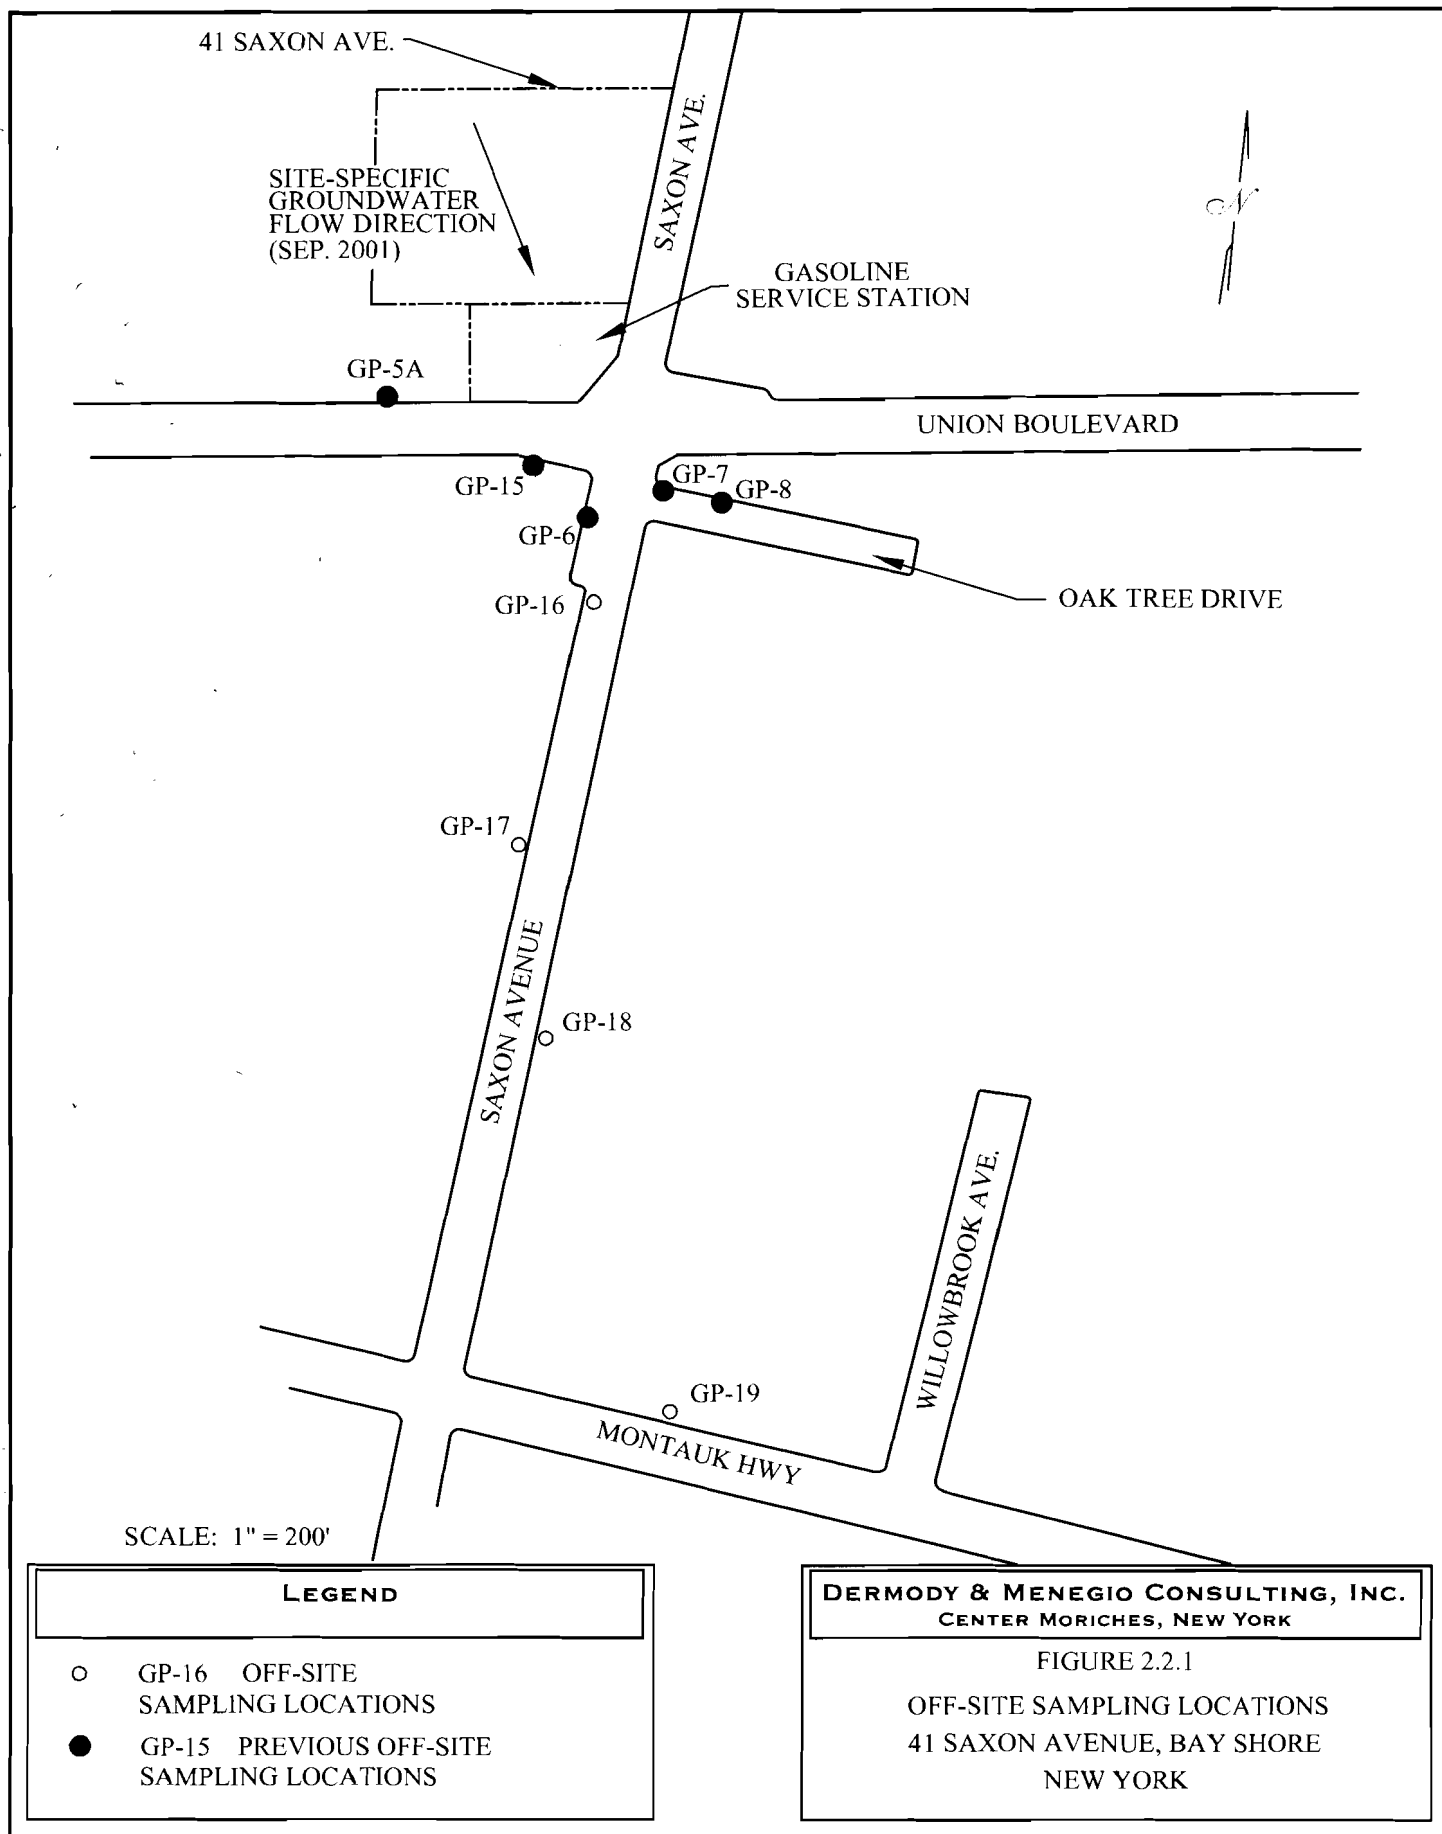 41 SAXON AVE.
SAXON AVE.
SITE-SPECIFIC
GROUNDWATER
FLOW DIRECTION
(SEP. 2001)
N
GASOLINE
SERVICE STATION
GP-5A
UNION BOULEVARD
GP-15
GP-7
GP-8
GP-6
GP-16
OAK TREE DRIVE
GP-17
SAXON AVENUE
GP-18
WILLOWBROOK AVE.
GP-19
MONTAUK HWY
SCALE: 1" = 200'
LEGEND
GP-16 OFF-SITE
SAMPLING LOCATIONS
GP-15 PREVIOUS OFF-SITE
SAMPLING LOCATIONS
DERMODY & MENEGIO CONSULTING, INC.
CENTER MORICHES, NEW YORK
FIGURE 2.2.1
OFF-SITE SAMPLING LOCATIONS
41 SAXON AVENUE, BAY SHORE
NEW YORK